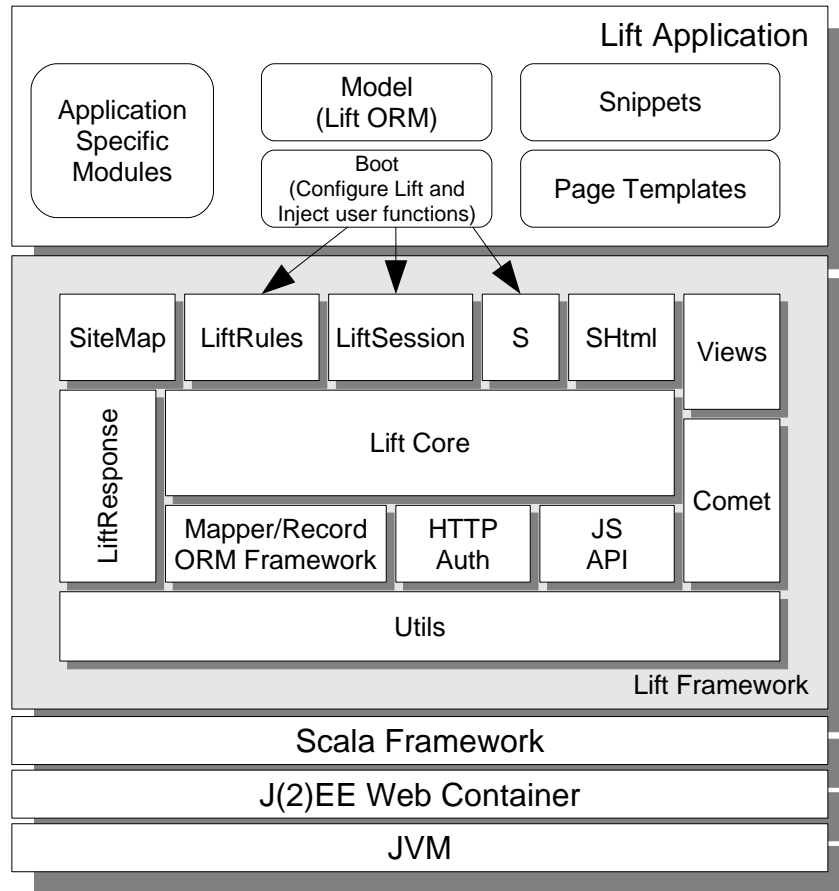 Lift Application
Application
Specific
Modules
Model
(Lift ORM)
Snippets
Boot
(Configure Lift and
Inject user functions)
Page Templates
SiteMap
LiftRules
LiftSession
S
SHtml
Views
LiftResponse
Lift Core
Comet
Mapper/Record
ORM Framework
HTTP
Auth
JS
API
Utils
Lift Framework
Scala Framework
J(2)EE Web Container
JVM